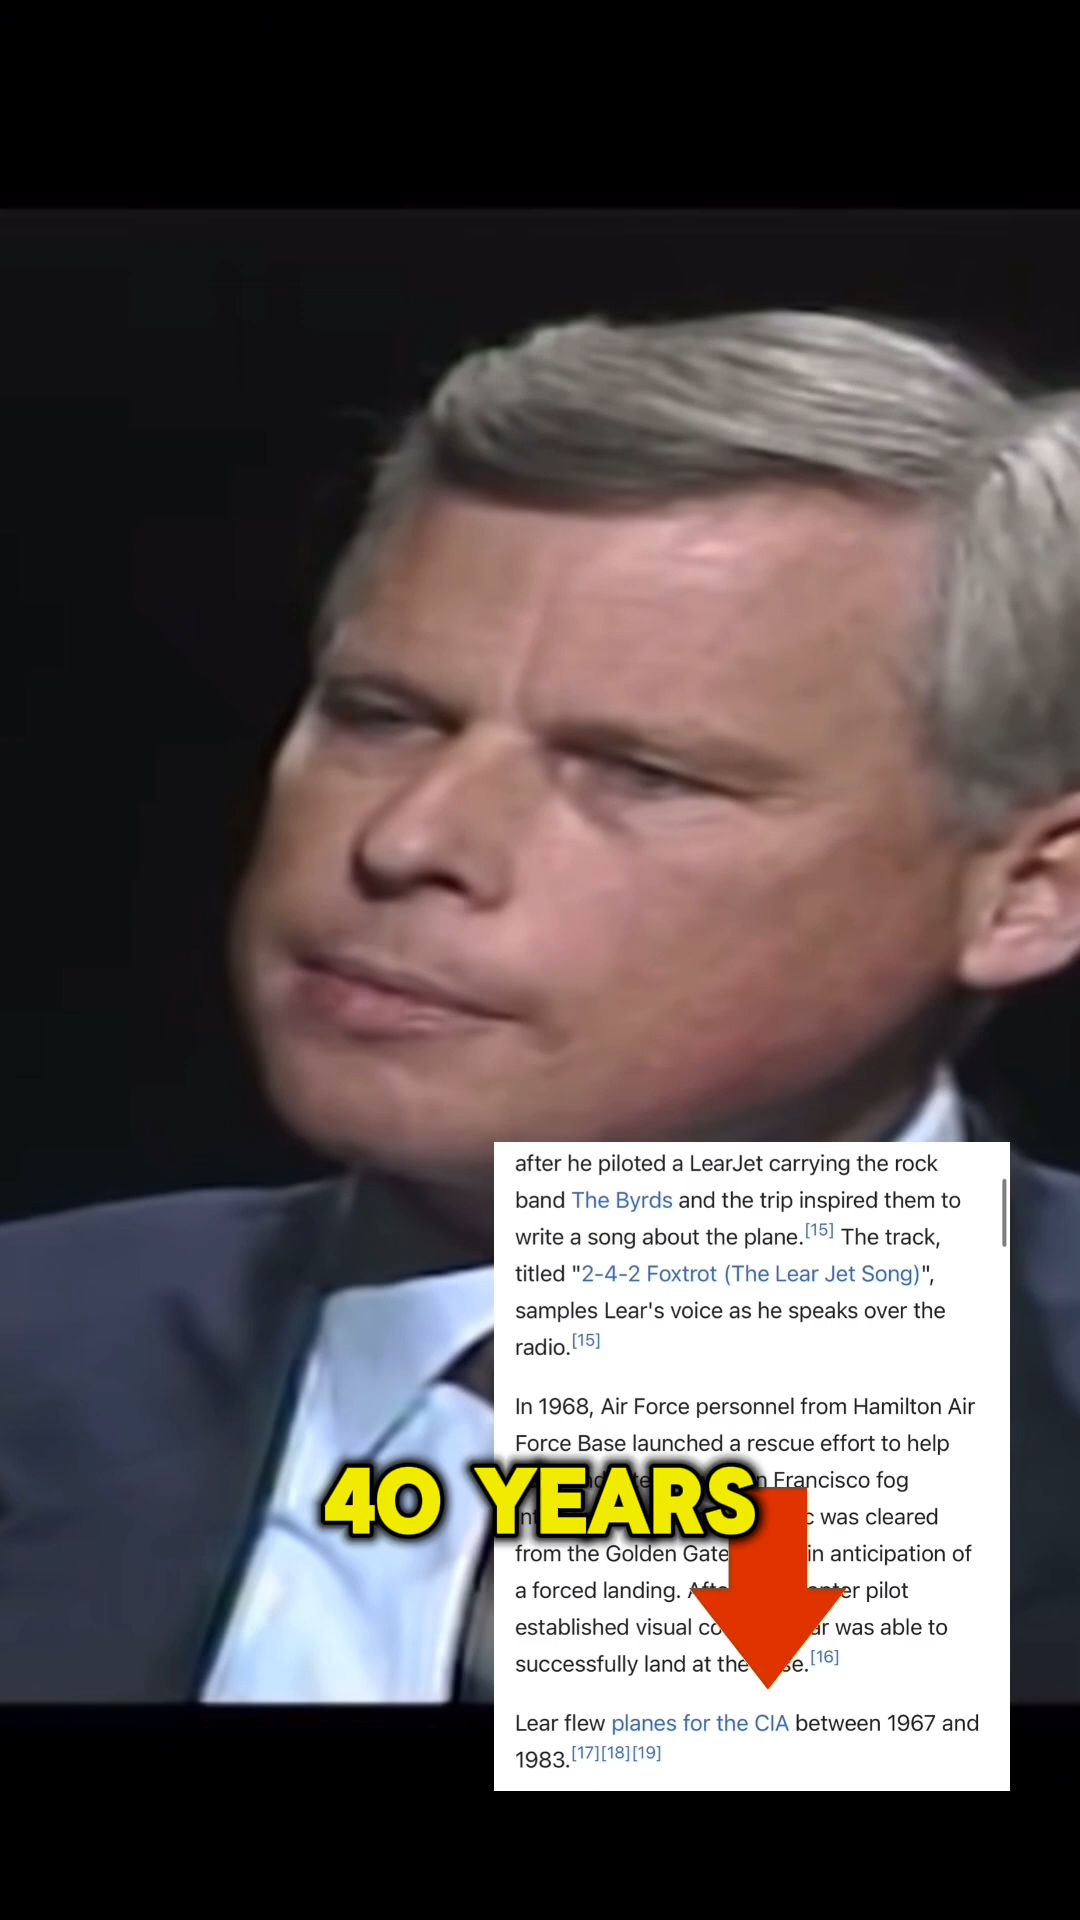 after he piloted a LearJet carrying the rock
band The Byrds and the trip inspired them to
write a song about the plane.[15] The track,
titled "2-4-2 Foxtrot (The Lear Jet Song)",
samples Lear's voice as he speaks over the
radio.[15]
In 1968, Air Force personnel from Hamilton Air
Force Base launched a rescue effort to help
Francisco fog
40 YEARS
was cleared
from the Golden Gate in anticipation of
a forced landing. pilot
established visual was able to
successfully land at the [16]
Lear flew planes for the CIA between 1967 and
1983.[17][18][19]